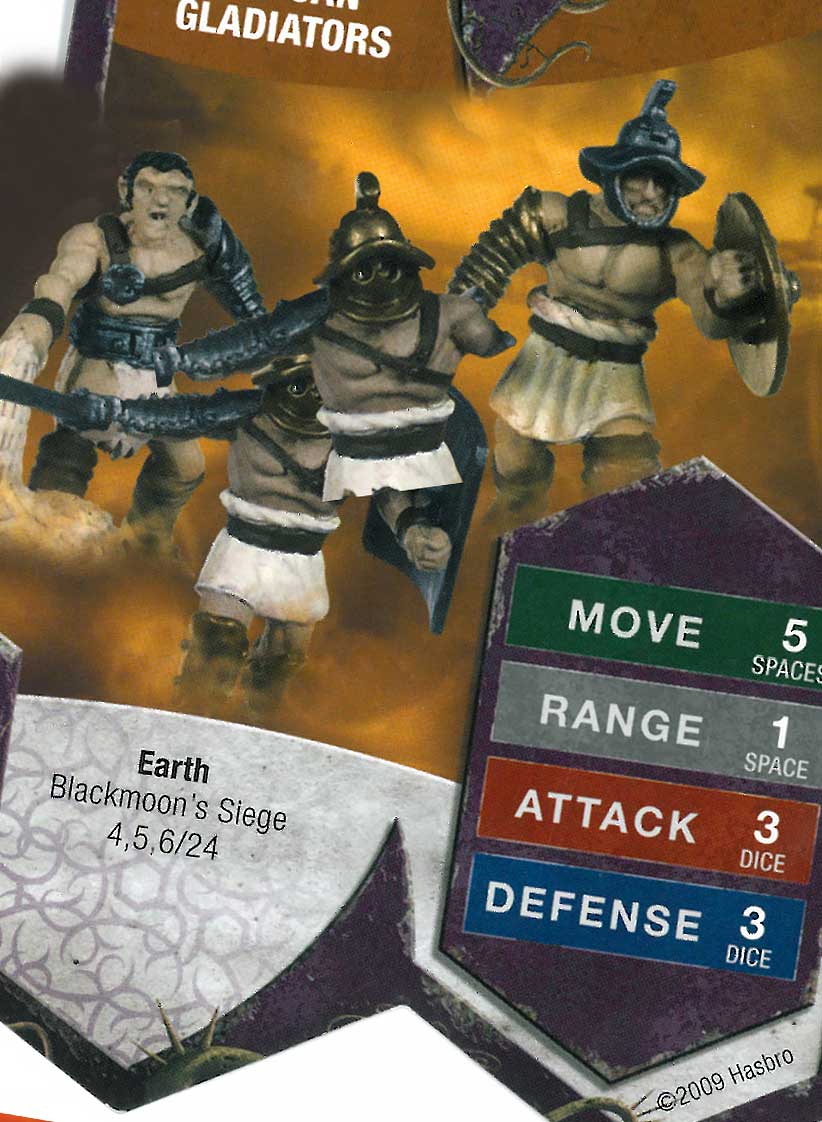 GLADIATORS
MOVE 5
SPACES
RANGE 1
SPACE
ATTACK 3
DICE
DEFENSE 3
DICE
Earth
Blackmoon's Siege
4,5,6/24
©2009 Hasbro